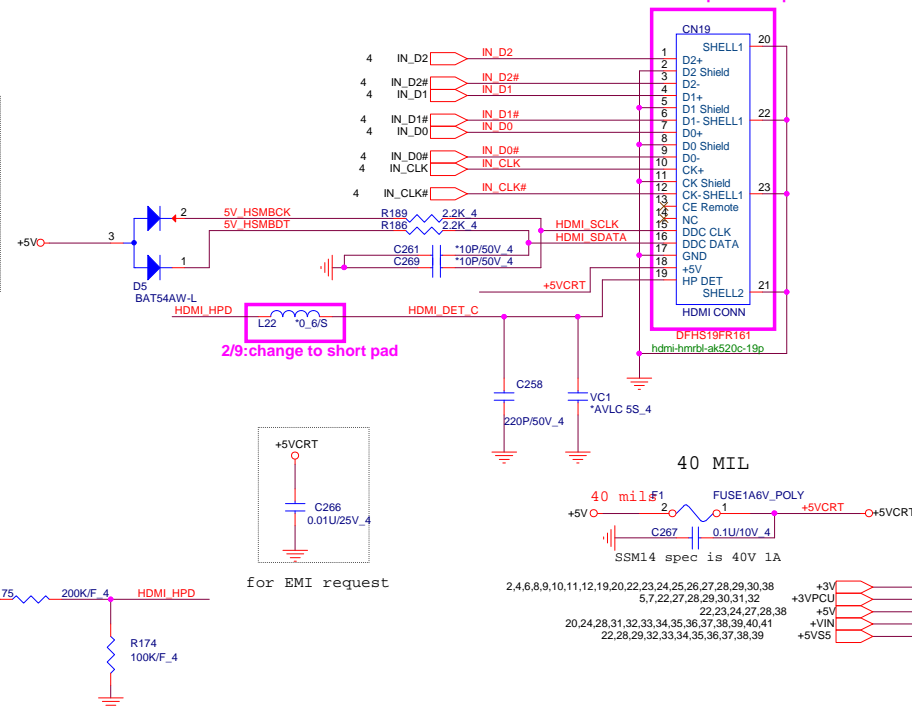 CN19
SHELL1 20
4 IN_D2 IN_D2 1 D2+
2 D2 Shield
4 IN_D2# IN_D2# 3 D2-
4 IN_D1 IN_D1 4 D1+
5 D1 Shield
4 IN_D1# IN_D1# 6 D1- SHELL1 22
4 IN_D0 IN_D0 7 D0+
8 D0 Shield
4 IN_D0# IN_D0# 9 D0-
4 IN_CLK IN_CLK 10 CK+
11 CK Shield
4 IN_CLK# IN_CLK# 12 CK-SHELL1 23
13 CE Remote
14 NC
2 5V_HSMBCK R189 2.2K_4
HDMI_SCLK 15 DDC CLK
5V_HSMBDT R186 2.2K_4
+5V 3
HDMI_SDATA 16 DDC DATA
C261 *10P/50V_4
17 GND
1 C269 *10P/50V_4
18 +5V
19 HP DET
D5
BAT54AW-L
+5VCRT
SHELL2 21
HDMI_HPD HDMI_DET_C
HDMI CONN
L22 *0_6/S
DFHS19FR161
2/9:change to short pad
hdmi-hmrbl-ak520c-19p
C258
220P/50V_4
VC1
*AVLC 5S_4
+5VCRT
C266
0.01U/25V_4
for EMI request
40 MIL
40 mils F1 FUSE1A6V_POLY
+5V 2 1 +5VCRT +5VCRT
C267 0.1U/10V_4
SSM14 spec is 40V 1A
75 200K/F_4 HDMI_HPD
R174
100K/F_4
2,4,6,8,9,10,11,12,19,20,22,23,24,25,26,27,28,29,30,38 +3V
5,7,22,27,28,29,30,31,32 +3VPCU
22,23,24,27,28,38 +5V
20,24,28,31,32,33,34,35,36,37,38,39,40,41 +VIN
22,28,29,32,33,34,35,36,37,38,39 +5VS5